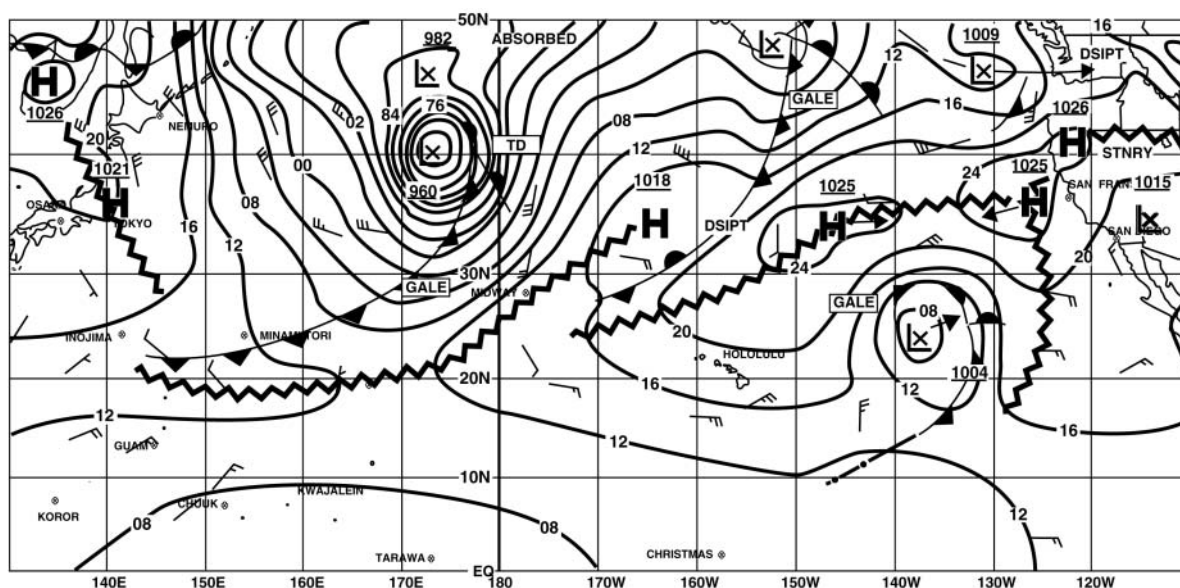 50N
16
982
ABSORBED
L
12
1009
L
DSIPT
H
1026
76
84
L
GALE
16
1026
02
NEMURO
20
08
TD
H
STNRY
00
12
1021
960
1018
1025
24
1025
SAN FRAN
1015
H
OSAKA
TOKYO
08
16
H
DSIPT
H
H
L
SAN DIEGO
12
20
30N
24
GALE
MIDWAY
GALE
08
INOJIMA
MINAMITORI
20
L
HOLOLULU
20N
16
1004
12
12
GUAM
12
16
10N
KWAJALEIN
CHUUK
KOROR
08
08
12
TARAWA
CHRISTMAS
EQ
140E
150E
160E
170E
180
170W
160W
150W
140W
130W
120W